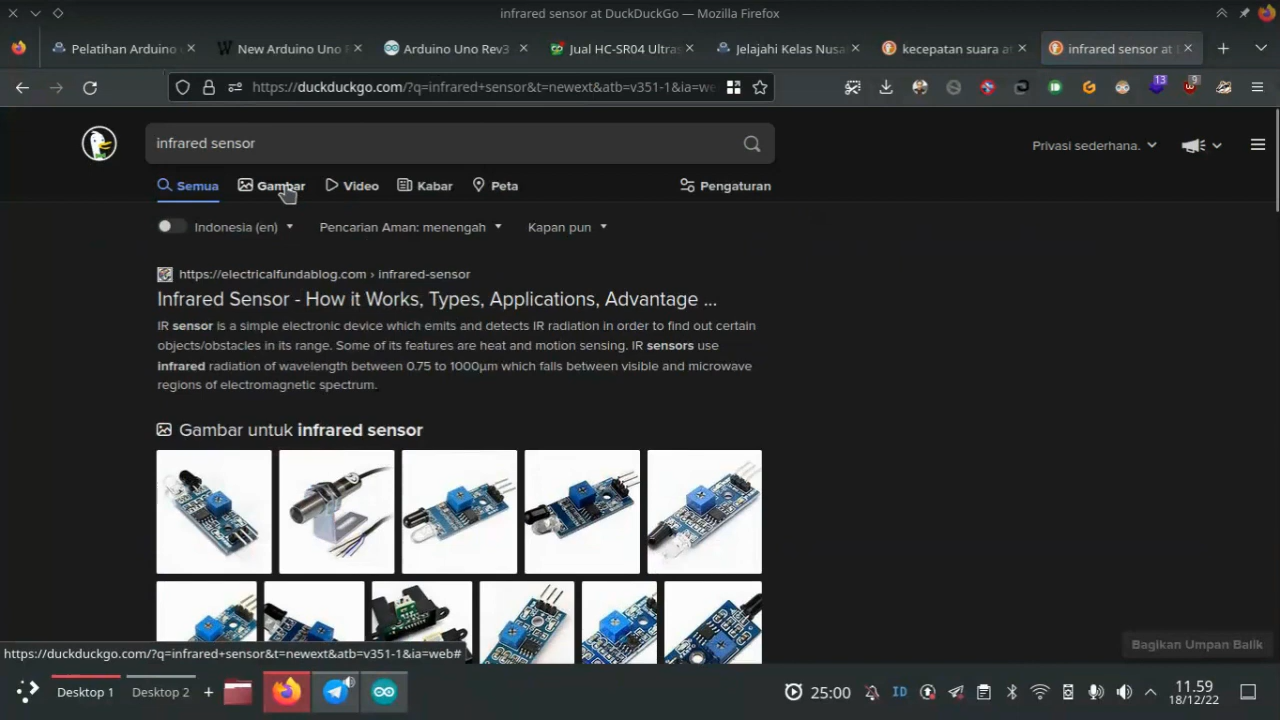 infrared sensor at DuckDuckGo — Mozilla Firefox
Pelatihan Arduino
New Arduino Uno
Arduino Uno Rev3
Jual HC-SR04 Ultras
Jelajahi Kelas Nusa
kecepatan suara at
infrared sensor at
https://duckduckgo.com/?q=infrared+sensor&t=newext&atb=v351-1&ia=we
13
9
infrared sensor
Privasi sederhana.
Semua
Gambar
Video
Kabar
Peta
Pengaturan
Indonesia (en)
Pencarian Aman: menengah
Kapan pun
https://electricalfundablog.com › infrared-sensor
Infrared Sensor - How it Works, Types, Applications, Advantage ...
IR sensor is a simple electronic device which emits and detects IR radiation in order to find out certain
objects/obstacles in its range. Some of its features are heat and motion sensing. IR sensors use
infrared radiation of wavelength between 0.75 to 1000µm which falls between visible and microwave
regions of electromagnetic spectrum.
Gambar untuk infrared sensor
Bagikan Umpan Balik
https://duckduckgo.com/?q=infrared+sensor&t=newext&atb=v351-1&ia=web#
Desktop 1
Desktop 2
25:00
ID
11.59
18/12/22